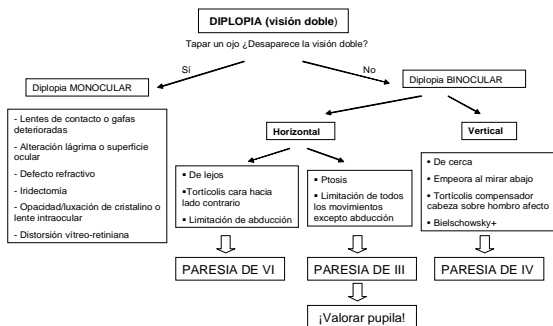 DIPLOPIA (visión doble)
Tapar un ojo ¿Desaparece la visión doble?
Sí
No
Diplopia MONOCULAR
Diplopia BINOCULAR
- Lentes de contacto o gafas
deterioradas
- Alteración lágrima o superficie
ocular
- Defecto refractivo
- Iridectomía
- Opacidad/luxación de cristalino o
lente intraocular
- Distorsión vítreo-retiniana
Horizontal
Vertical
▪ De lejos
▪Tortícolis cara hacia
lado contrario
▪ Limitación de abducción
▪ Ptosis
▪ Limitación de todos
los movimientos
excepto abducción
▪ De cerca
▪ Empeora al mirar abajo
▪ Tortícolis compensador
cabeza sobre hombro afecto
▪ Bielschowsky+
PARESIA DE VI
PARESIA DE III
PARESIA DE IV
¡Valorar pupila!